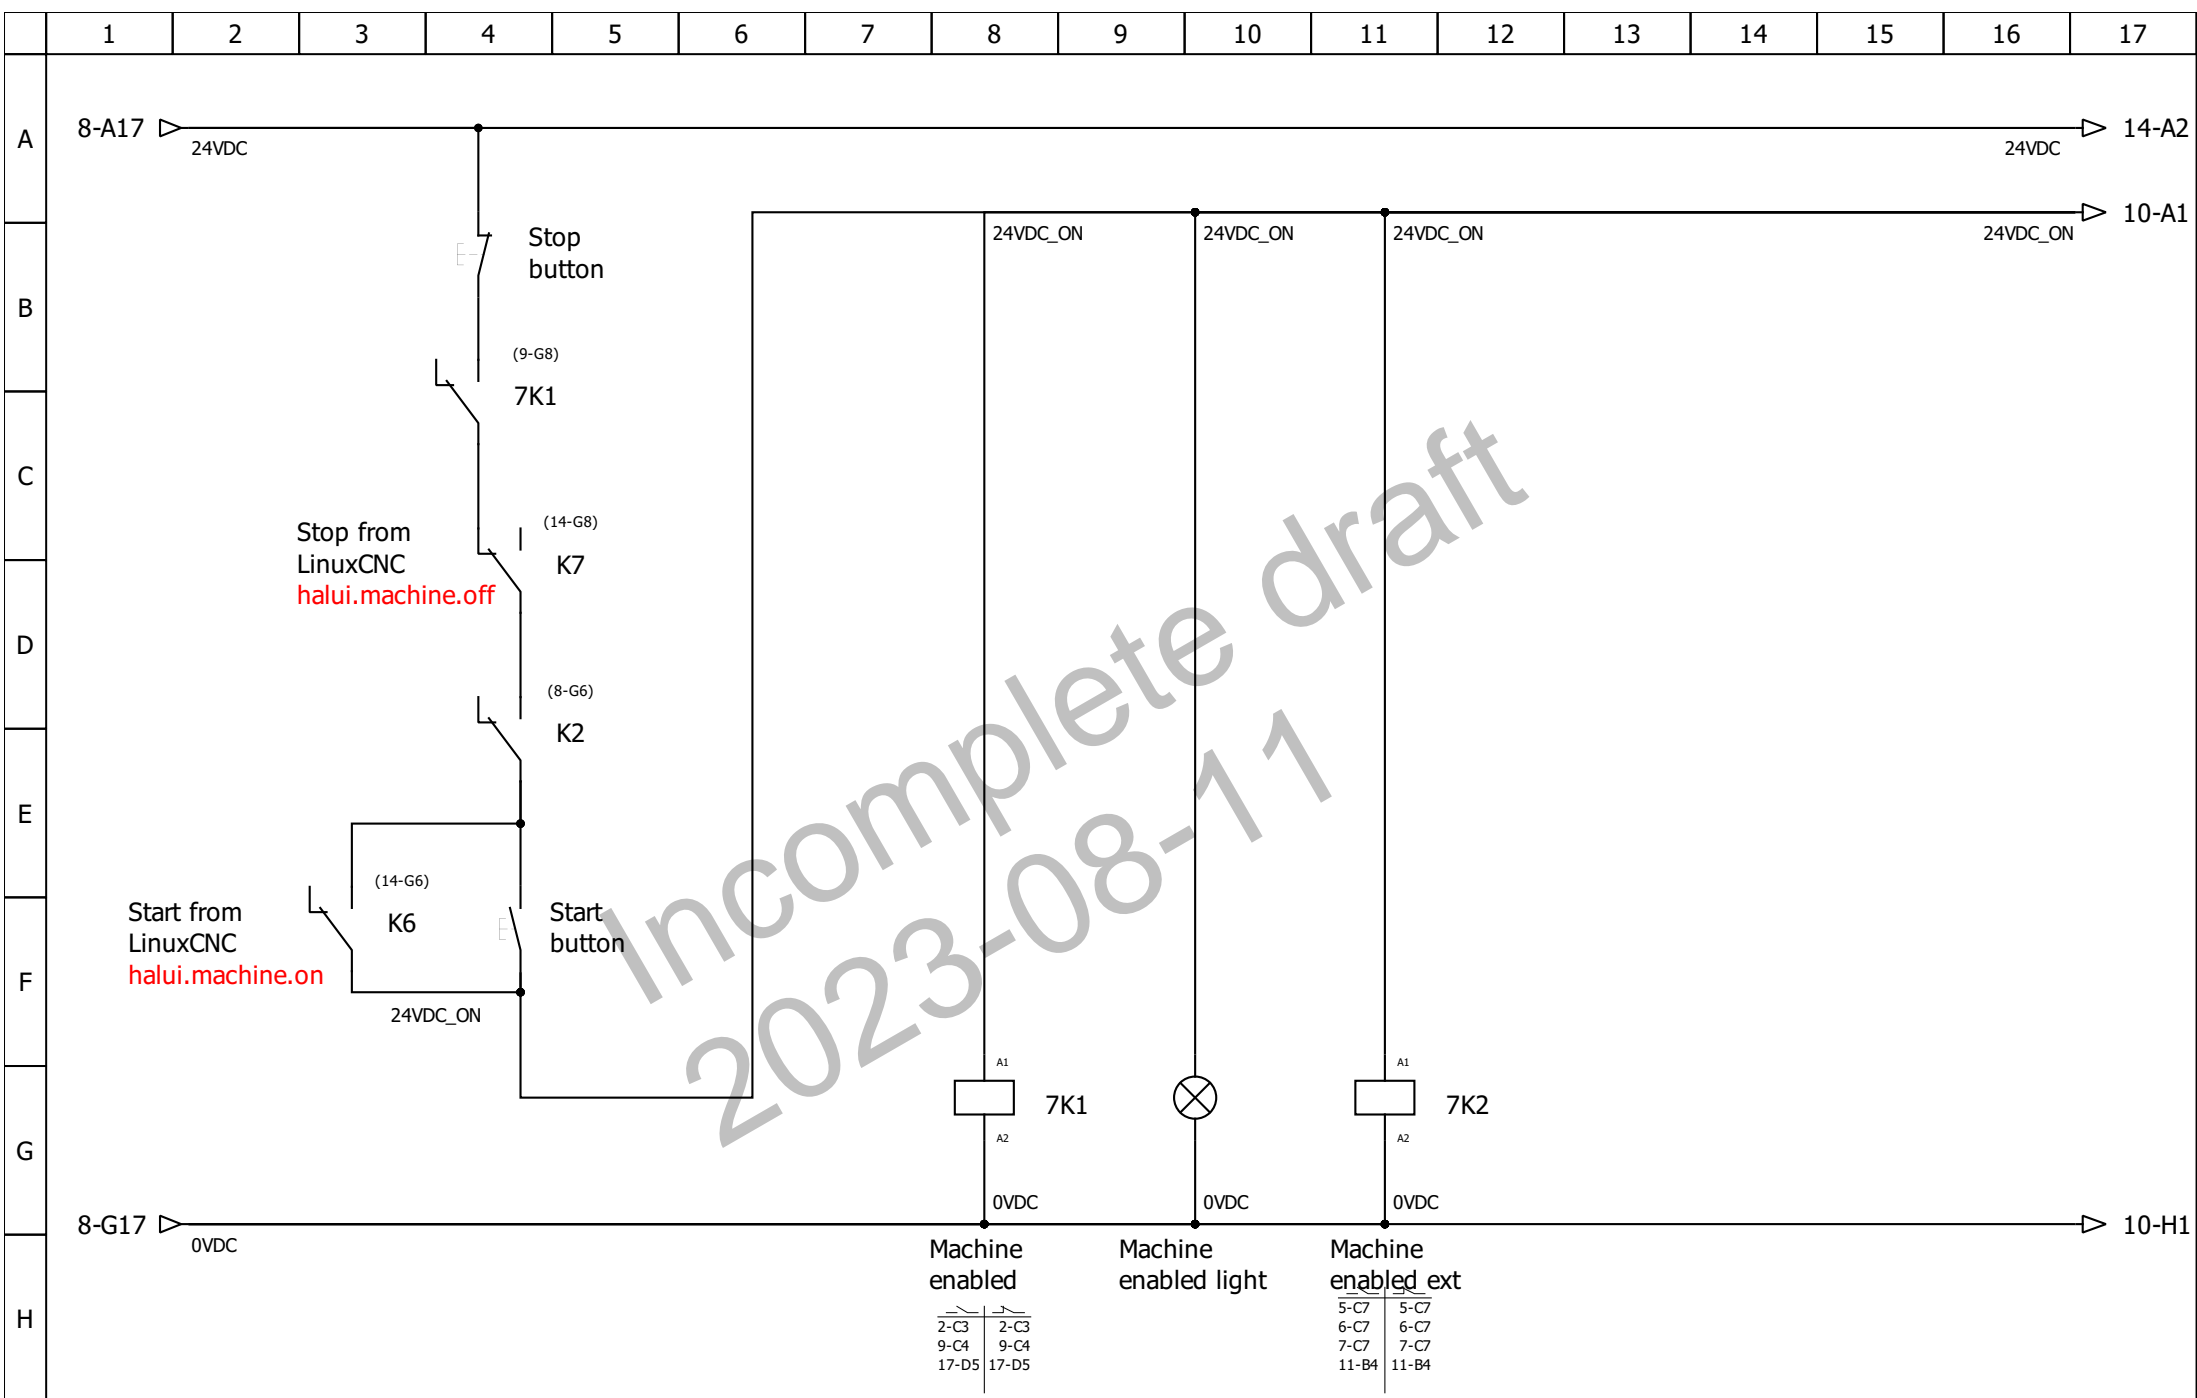 1 2 3 4 5 6 7 8 9 10 11 12 13 14 15 16 17
A
8-A17
24VDC
24VDC
14-A2
24VDC_ON
24VDC_ON
24VDC_ON
24VDC_ON
10-A1
Stop
button
B
(9-G8)
7K1
C
Stop from
LinuxCNC
halui.machine.off
(14-G8)
K7
D
(8-G6)
K2
E
(14-G6)
K6
Start from
LinuxCNC
halui.machine.on
Start
button
F
24VDC_ON
Incomplete draft
2023-08-11
A1
7K1
A2
A1
7K2
A2
G
0VDC
0VDC
0VDC
8-G17
0VDC
10-H1
Machine
enabled
Machine
enabled light
Machine
enabled ext
H
2-C3 2-C3
9-C4 9-C4
17-D5 17-D5
5-C7 5-C7
6-C7 6-C7
7-C7 7-C7
11-B4 11-B4